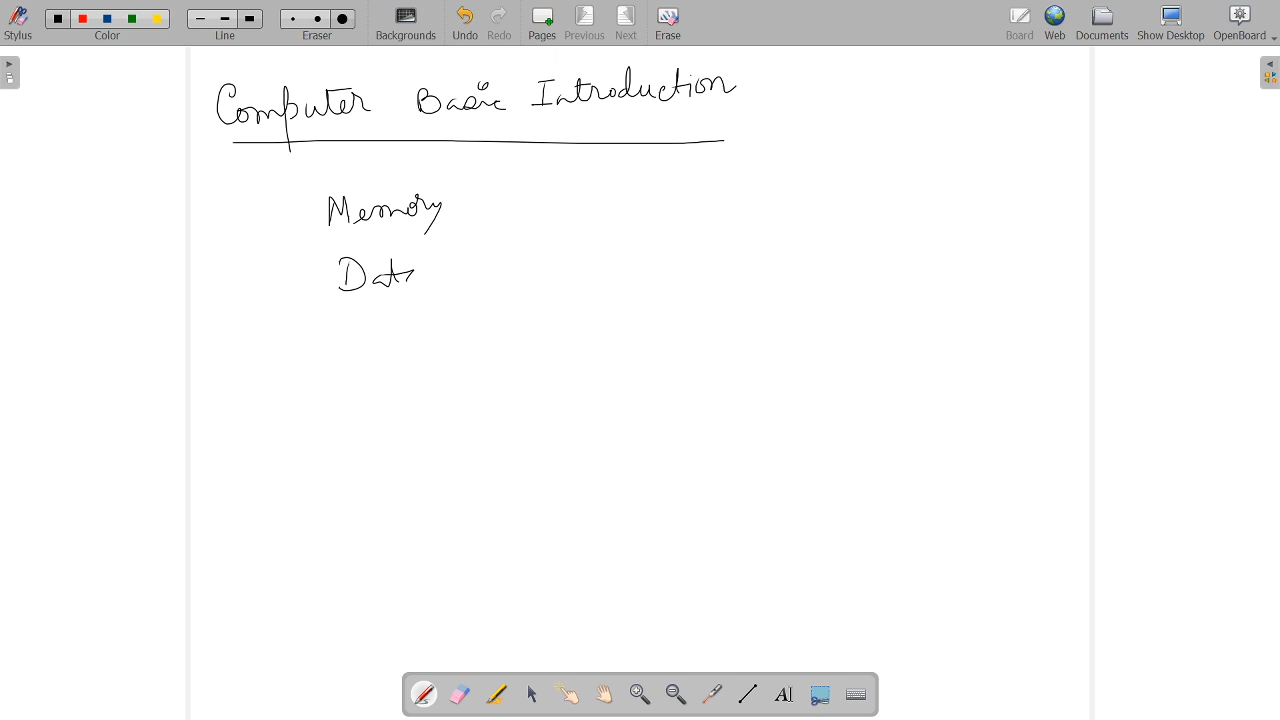 Stylus Color Line Eraser Backgrounds Undo Redo Pages Previous Next Erase Board Web Documents Show Desktop OpenBoard
Computer Basic Introduction
Memory
Data